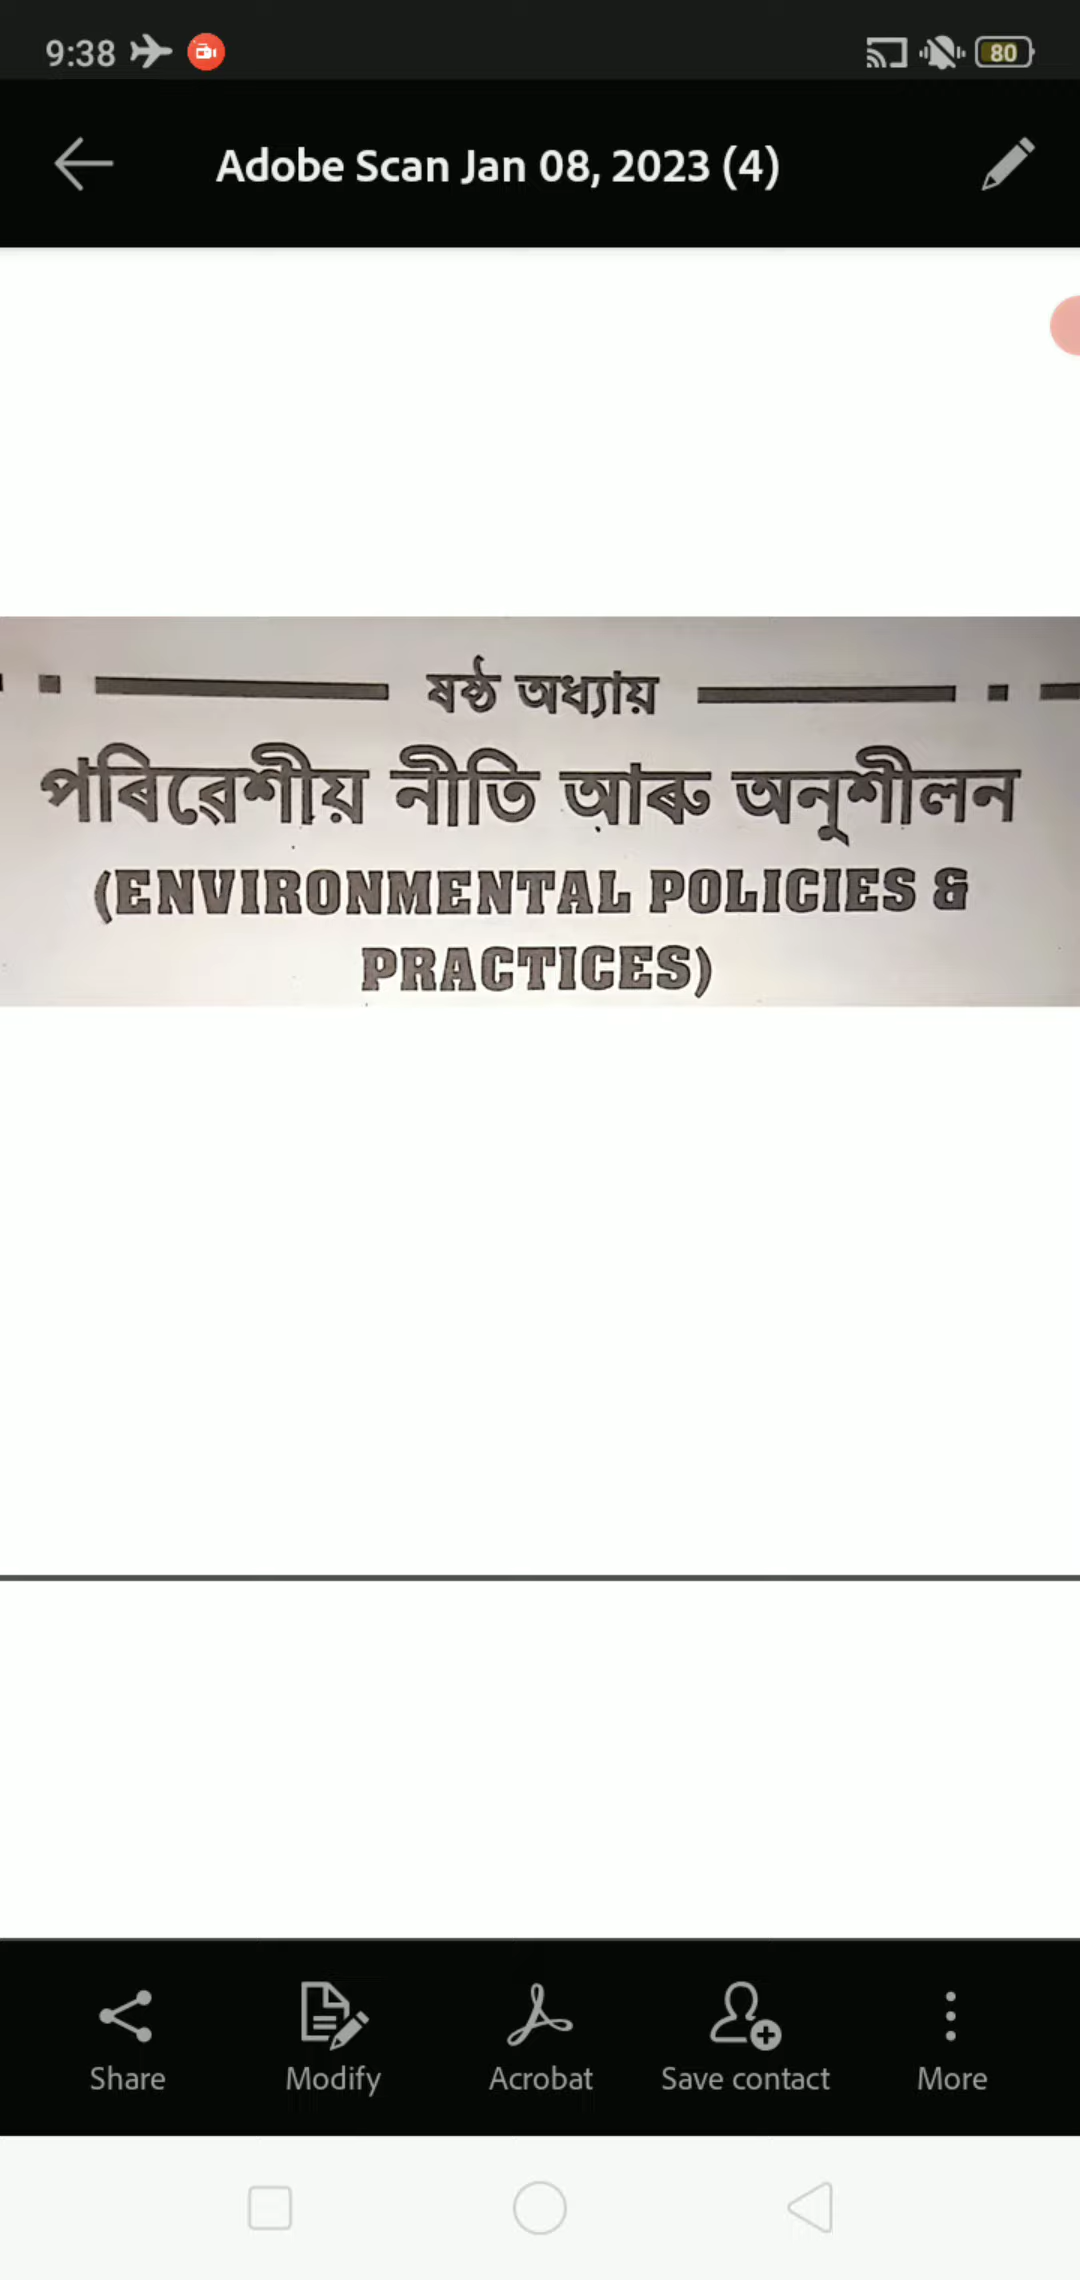 9:38
80
Adobe Scan Jan 08, 2023 (4)
ষষ্ঠ অধ্যায়
পৰিৱেশীয় নীতি আৰু অনুশীলন
(ENVIRONMENTAL POLICIES &
PRACTICES)
Share Modify Acrobat Save contact More